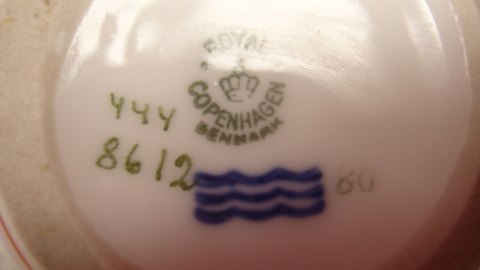 ROYAL
COPENHAGEN
DENMARK
444
8612
80